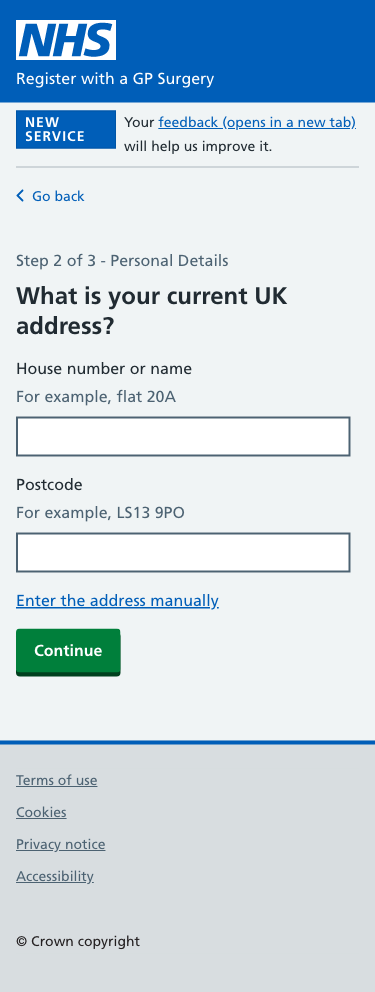 NHS
Register with a GP Surgery
NEW
SERVICE
Your feedback (opens in a new tab)
will help us improve it.
Go back
Step 2 of 3 - Personal Details
What is your current UK
address?
House number or name
For example, flat 20A
Postcode
For example, LS13 9PO
Enter the address manually
Continue
Terms of use
Cookies
Privacy notice
Accessibility
© Crown copyright